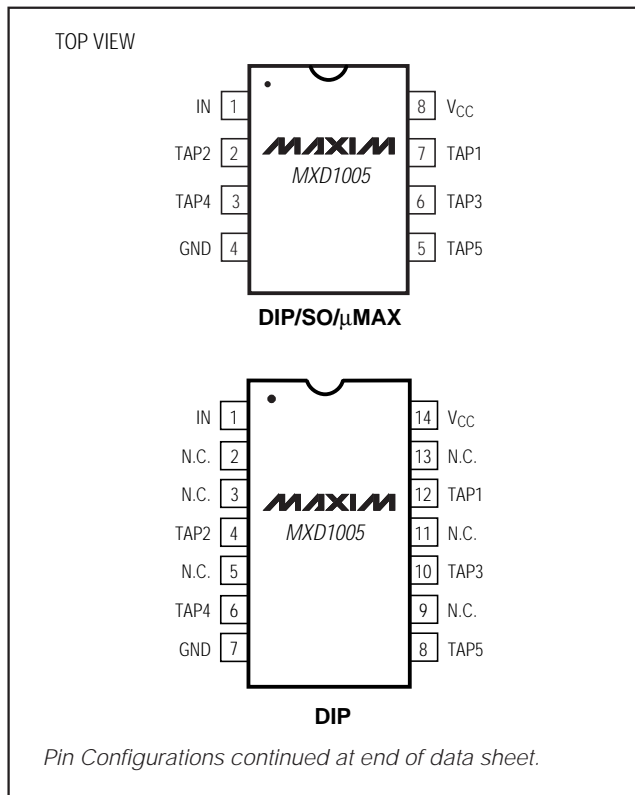 TOP VIEW
IN 1 8 VCC
TAP2 2 MAXIM 7 TAP1
MXD1005
TAP4 3 6 TAP3
GND 4 5 TAP5
DIP/SO/µMAX
IN 1 14 VCC
N.C. 2 13 N.C.
N.C. 3 MAXIM 12 TAP1
TAP2 4 MXD1005 11 N.C.
N.C. 5 10 TAP3
TAP4 6 9 N.C.
GND 7 8 TAP5
DIP
Pin Configurations continued at end of data sheet.